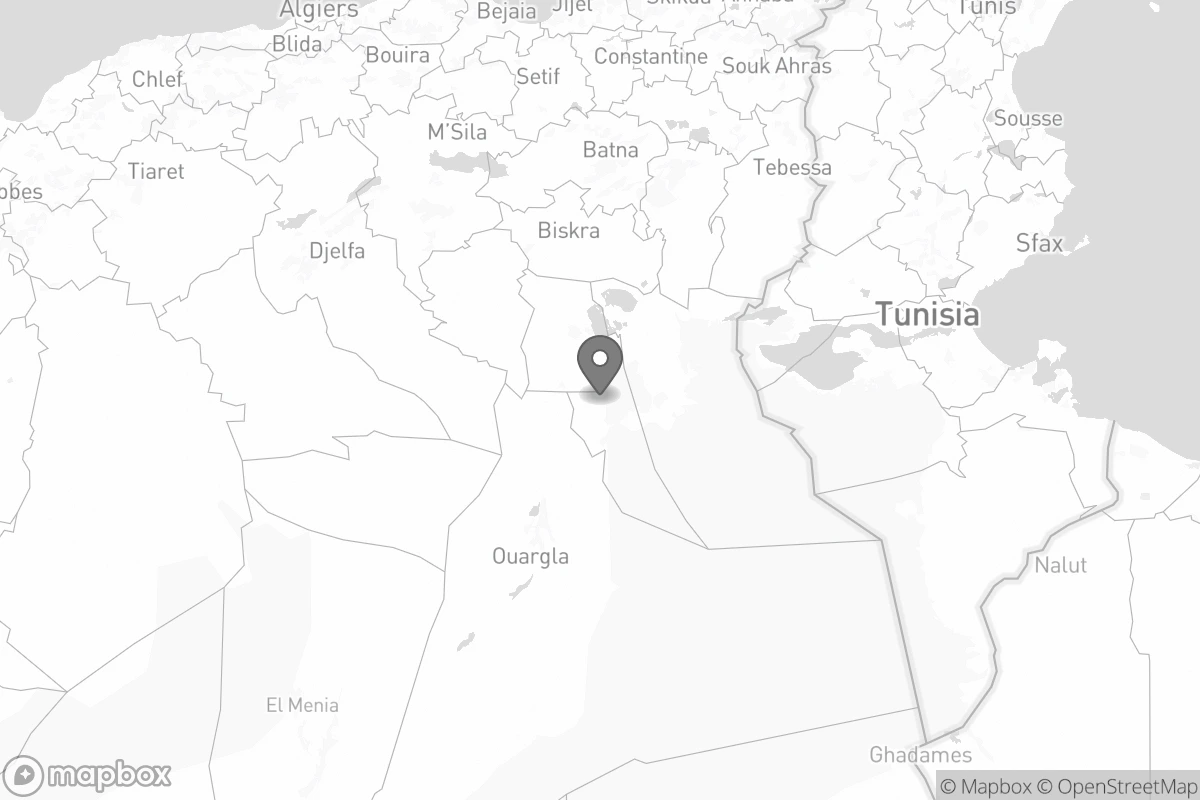 Algiers
Bejaia
Jijel
Skikda
Annaba
Tunis
Blida
Bouira
Constantine
Souk Ahras
Chlef
Setif
Sousse
M'Sila
Batna
Tebessa
Tiaret
obes
Biskra
Djelfa
Sfax
Tunisia
Ouargla
Nalut
El Menia
Ghadames
mapbox
© Mapbox © OpenStreetMap